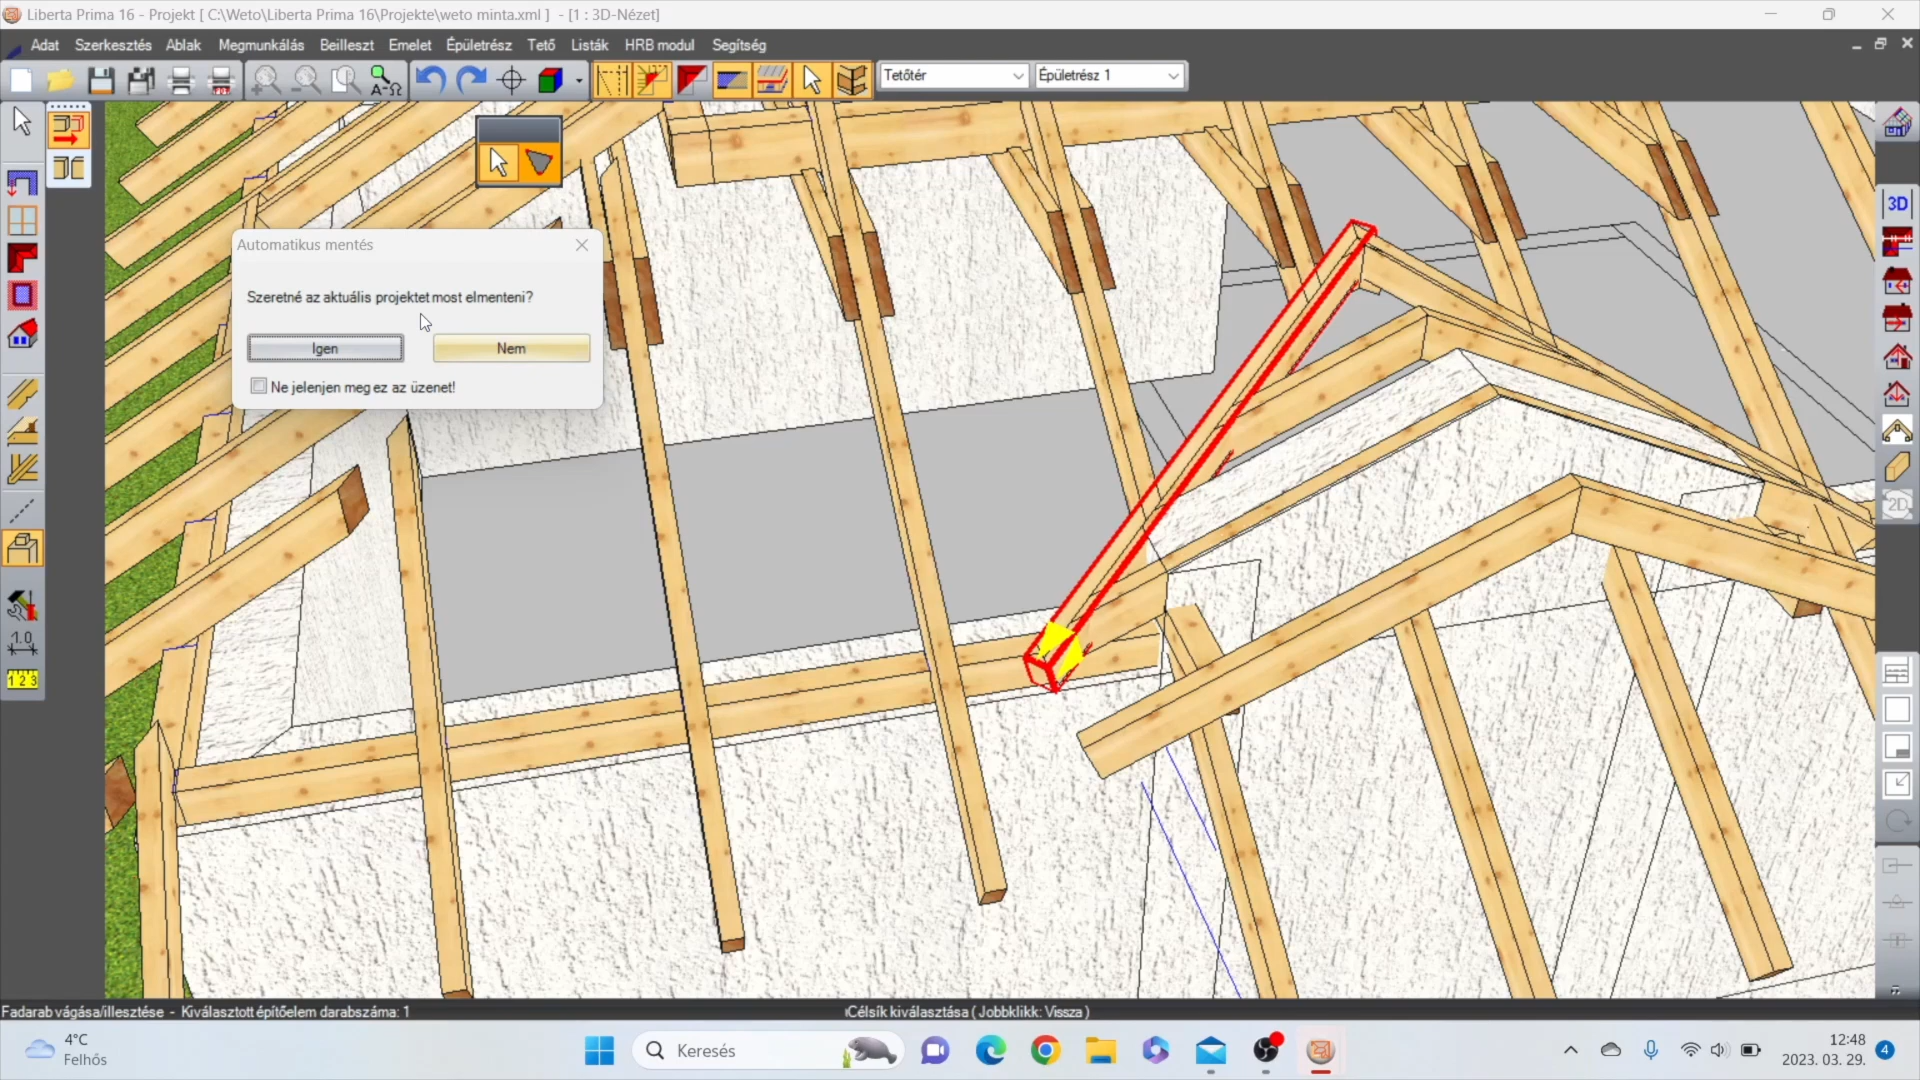 Liberta Prima 16 - Projekt [ C:\Weto\Liberta Prima 16\Projekte\weto minta.xml ] - [1 : 3D-Nézet]
Adat Szerkesztés Ablak Megmunkálás Beilleszt Emelet Épületrész Tető Listák HRB modul Segítség
A-Ω
Tetőtér
Épületrész 1
Automatikus mentés
Szeretné az aktuális projektet most elmenteni?
Igen
Nem
Ne jelenjen meg ez az üzenet!
1.0
1 2 3
3D
2D
Fadarab vágása/illesztése - Kiválasztott építőelem darabszáma: 1
Célsík kiválasztása ( Jobbklikk: Vissza )
4°C
Felhős
Keresés
12:48
2023. 03. 29.
4